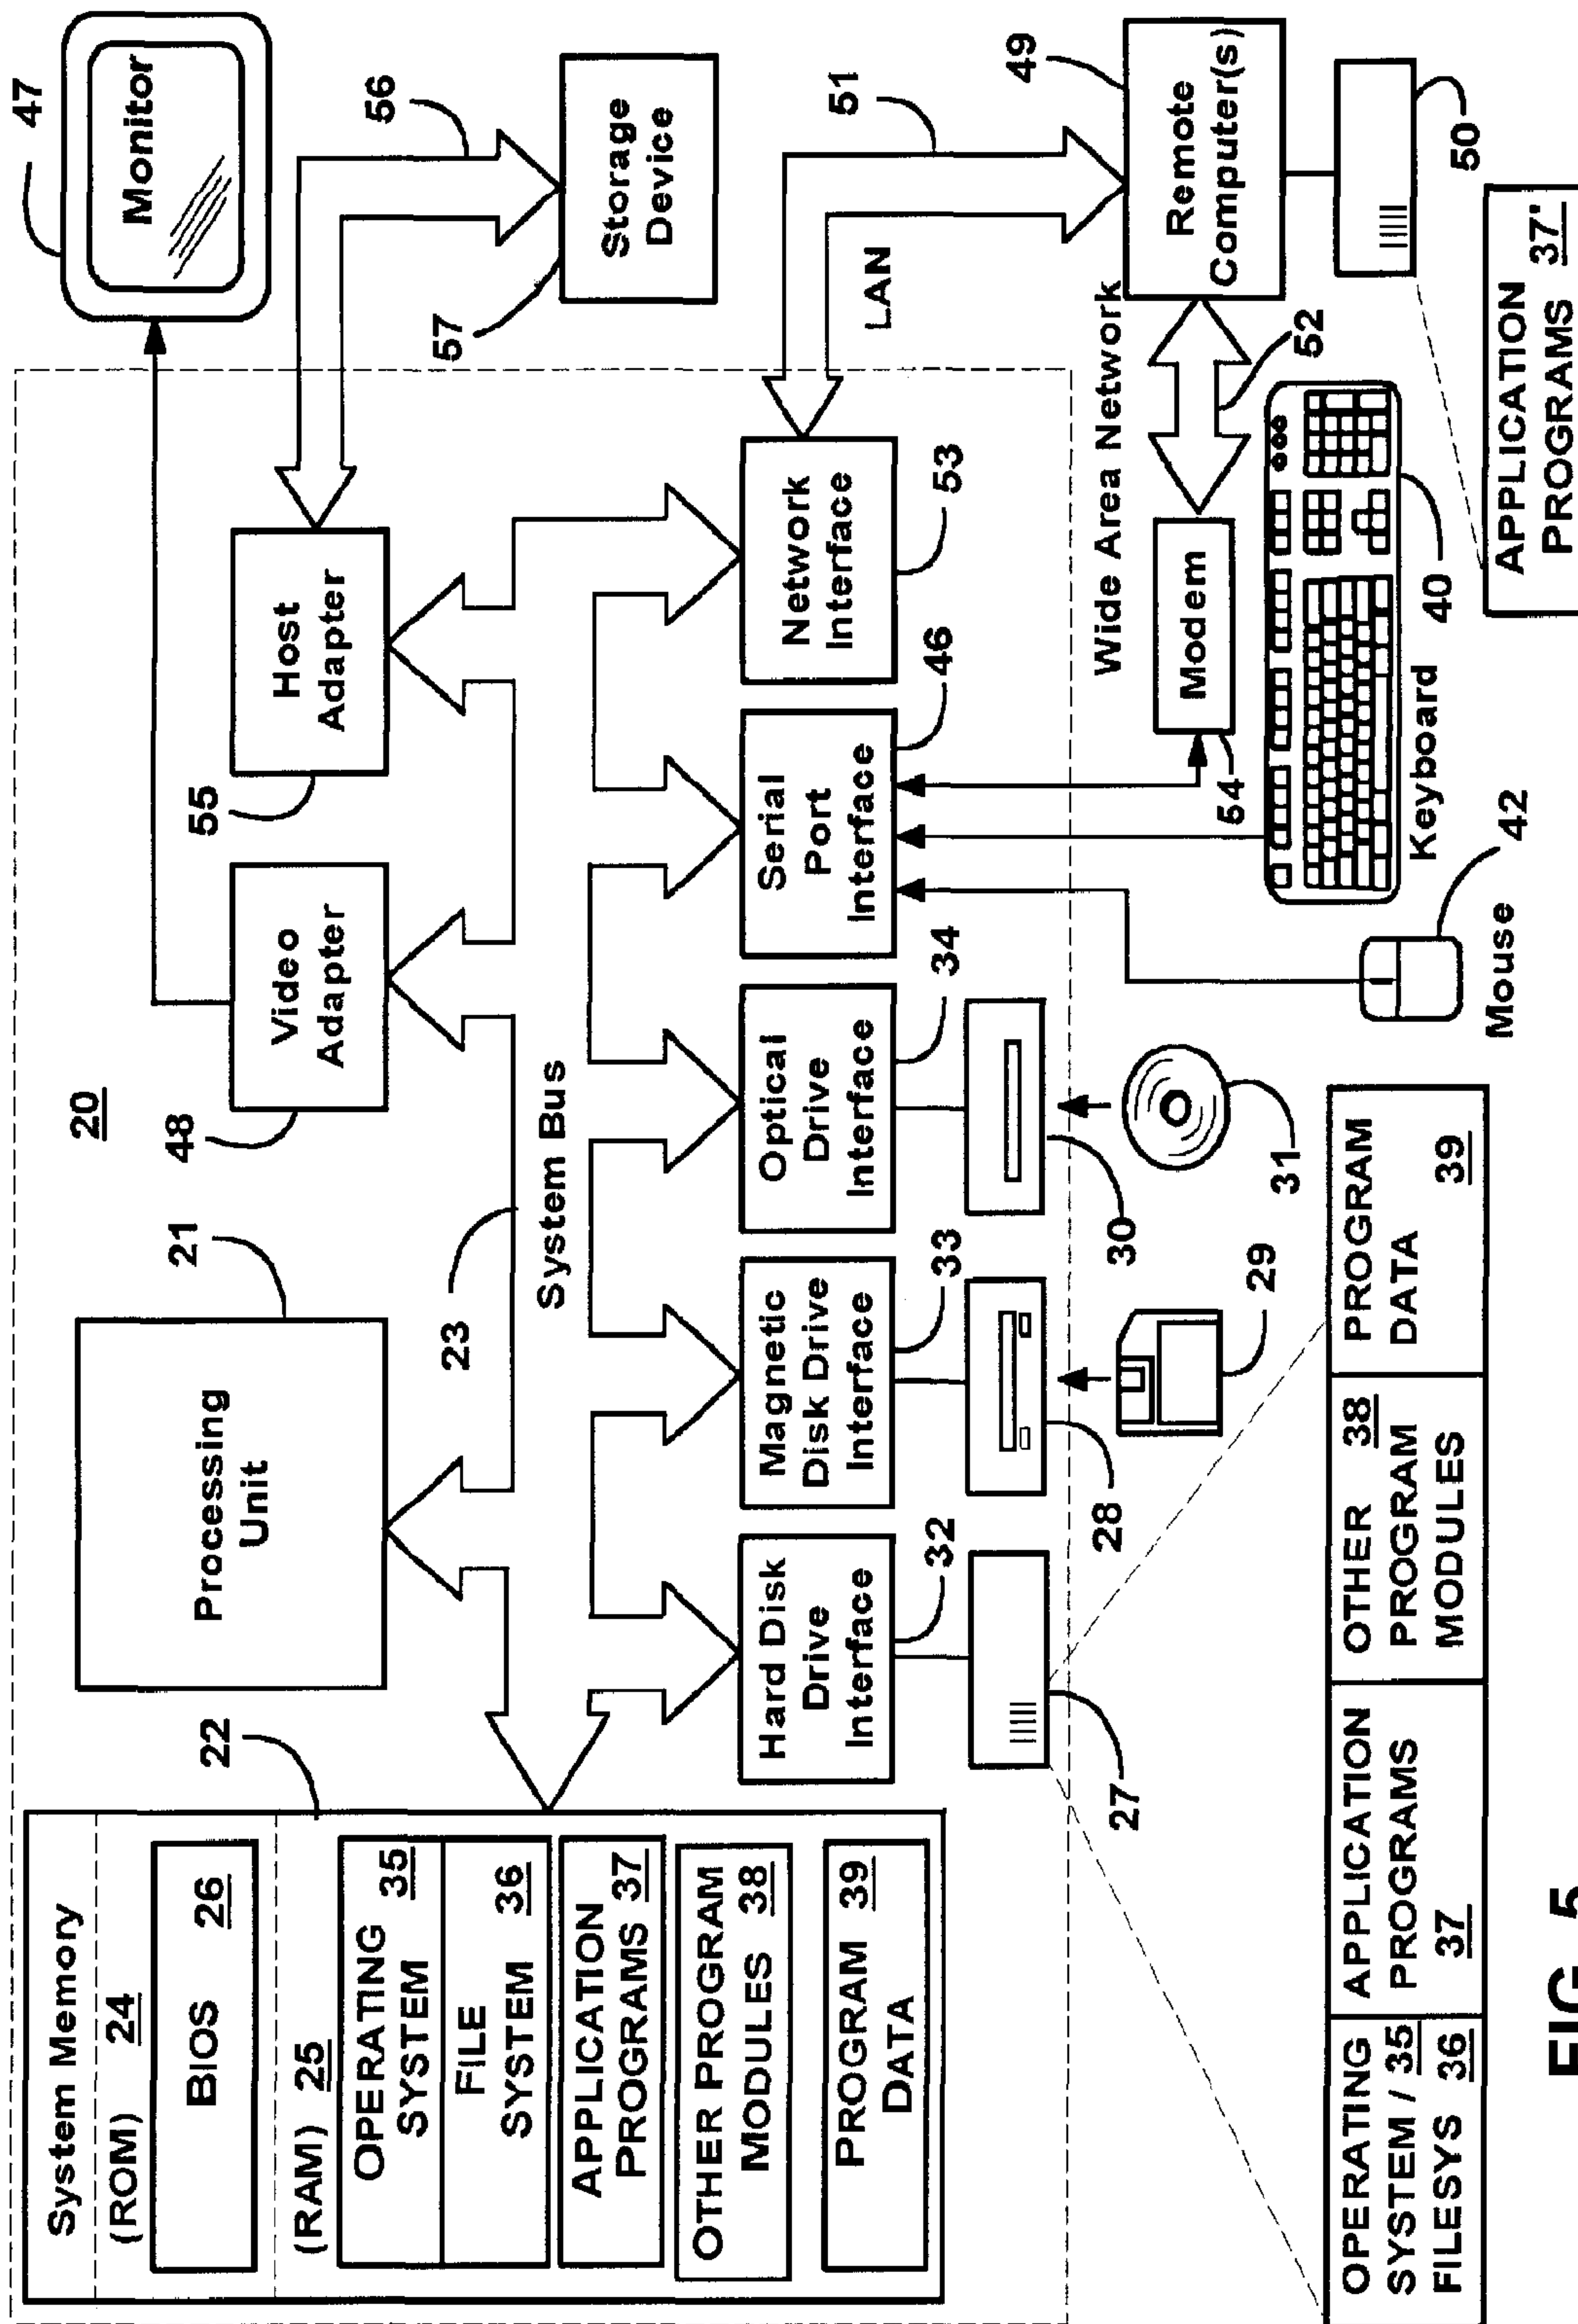 System Memory
(ROM) 24
BIOS 26
(RAM) 25
OPERATING
SYSTEM 35
FILE
SYSTEM 36
APPLICATION
PROGRAMS 37
OTHER PROGRAM
MODULES 38
PROGRAM 39
DATA
22
Processing
Unit
21
20
Video
Adapter
48
Host
Adapter
55
47
Monitor
56
57
Storage
Device
23
System Bus
Hard Disk
Drive
Interface
32
Magnetic
Disk Drive
Interface
33
Optical
Drive
Interface
34
Serial
Port
Interface
46
Network
Interface
53
LAN
51
49
Remote
Computer(s)
Wide Area Network
52
Modem
54
27
28
29
30
31
Mouse
42
Keyboard
40
50
APPLICATION
PROGRAMS 37"
OPERATING
SYSTEM / 35
FILESYS 36
APPLICATION
PROGRAMS
37
OTHER 38
PROGRAM
MODULES
PROGRAM
DATA
39
FIG. 5